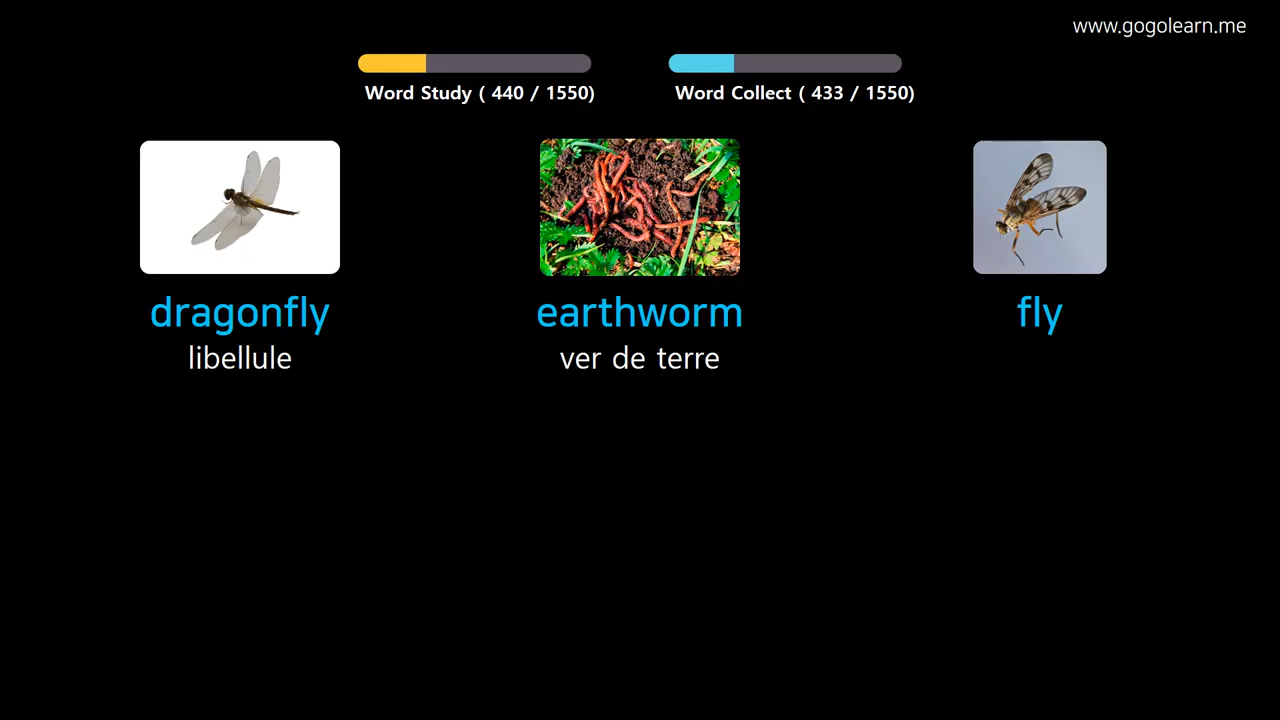 www.gogolearn.me
Word Study ( 440 / 1550)
Word Collect ( 433 / 1550)
dragonfly
libellule
earthworm
ver de terre
fly